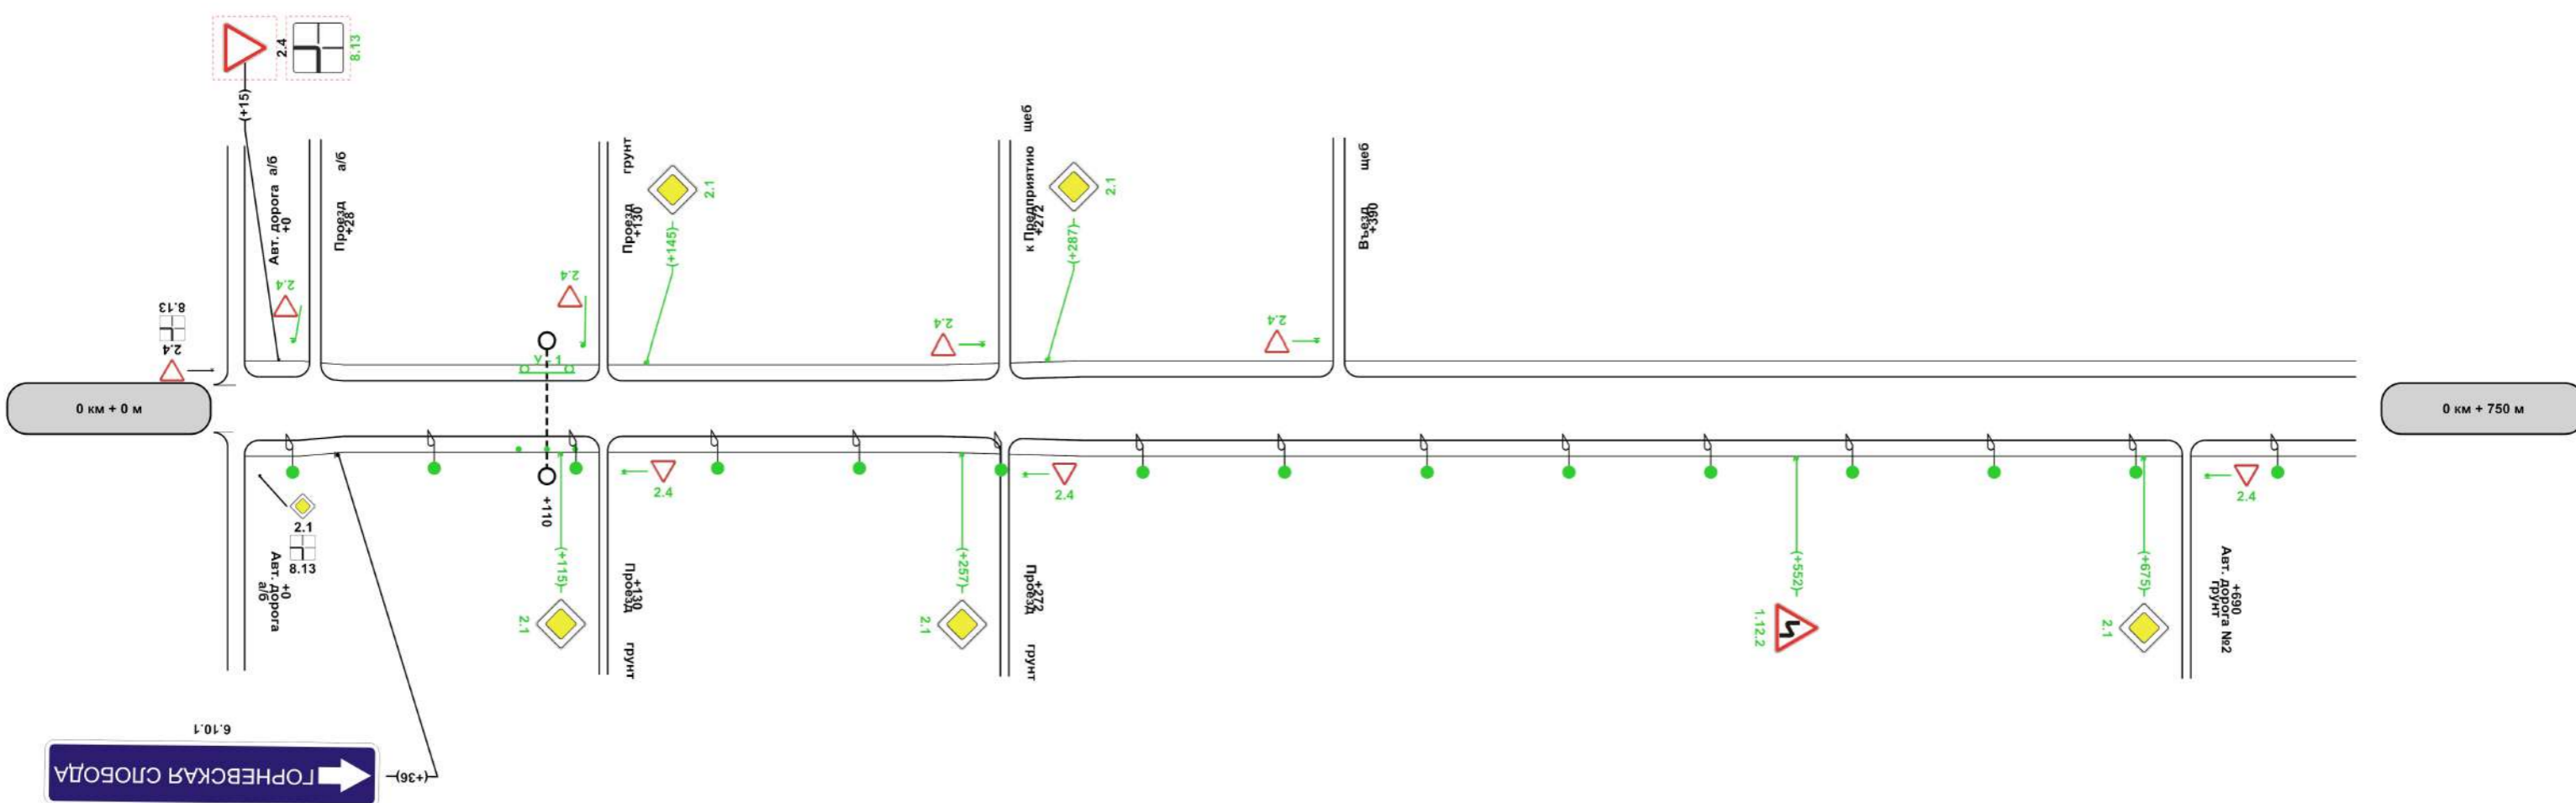 2.4
8.13
(+15)
Авт. дорога а/б
+0
Проезд а/б
+28
Проезд грунт
+130
2.1
(+145)
к Предприятию щеб
+272
2.1
(+287)
Въезд щеб
+390
8.13
2.4
2.4
2.4
2.4
2.4
У - 1
0 км + 0 м
0 км + 750 м
2.1
8.13
Авт. дорога
+0
а/б
+110
(+115)
2.1
2.4
Проезд грунт
+130
(+257)
2.1
2.4
Проезд грунт
+272
(+552)
1.12.2
(+675)
2.1
2.4
+690
Авт. дорога №2
грунт
6.10.1
ГОРНЕВСКАЯ СЛОБОДА
(+36)